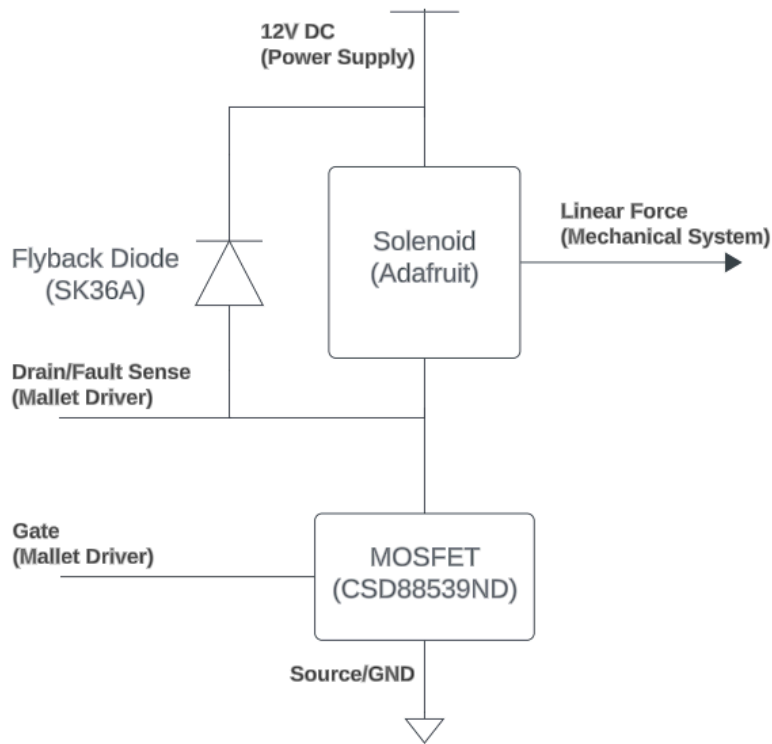 12V DC
(Power Supply)
Solenoid
(Adafruit)
Linear Force
(Mechanical System)
Flyback Diode
(SK36A)
Drain/Fault Sense
(Mallet Driver)
Gate
(Mallet Driver)
MOSFET
(CSD88539ND)
Source/GND